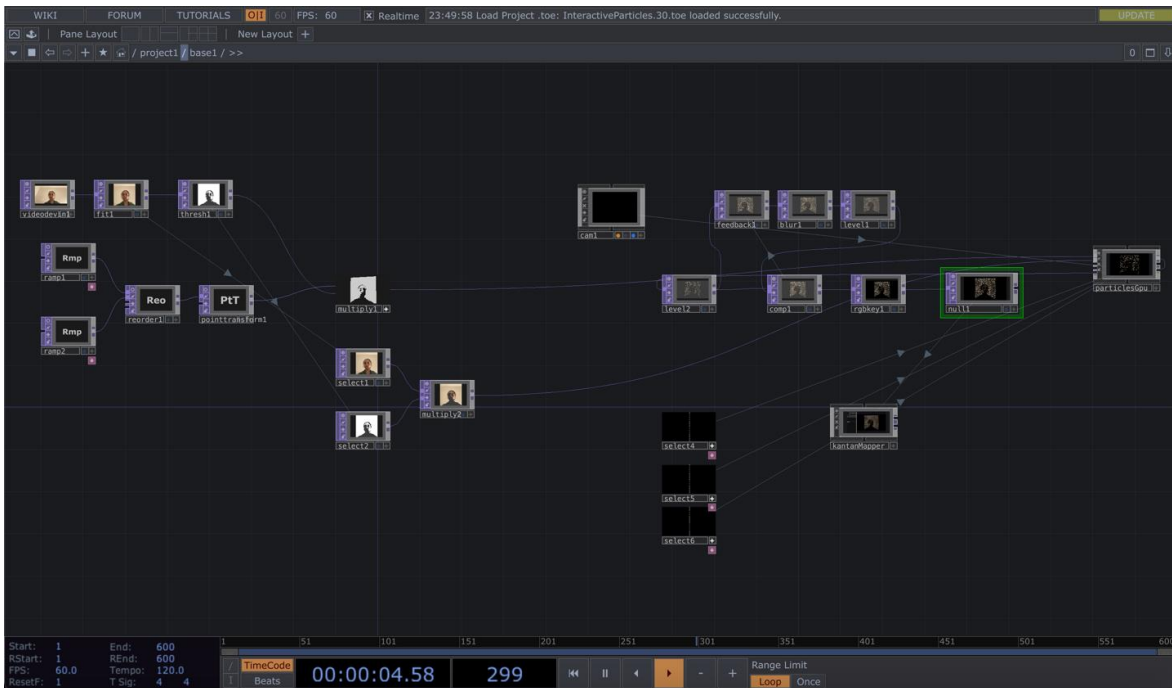 WIKI FORUM TUTORIALS O|I 60 FPS: 60 X Realtime 23:49:58 Load Project .toe: InteractiveParticles.30.toe loaded successfully. UPDATE
Pane Layout New Layout +
/ project1 / base1 / >> 0
videodevin1 fit1 thresh1
cam1
feedback1 blur1 level1
Rmp
ramp1
Reo
reorder1
PtT
pointtransform1
Rmp
ramp2
multiply1
level2 comp1 rgbkey1 null1
particlesGpu
select1
multiply2
select2
select4
kantanMapper
select5
select6
1 51 101 151 201 251 301 351 401 451 501 551 600
Start: 1 End: 600
RStart: 1 REnd: 600
FPS: 60.0 Tempo: 120.0
ResetF: 1 T Sig: 4 4
/ TimeCode
I Beats
00:00:04.58 299
- +
Range Limit
Loop Once